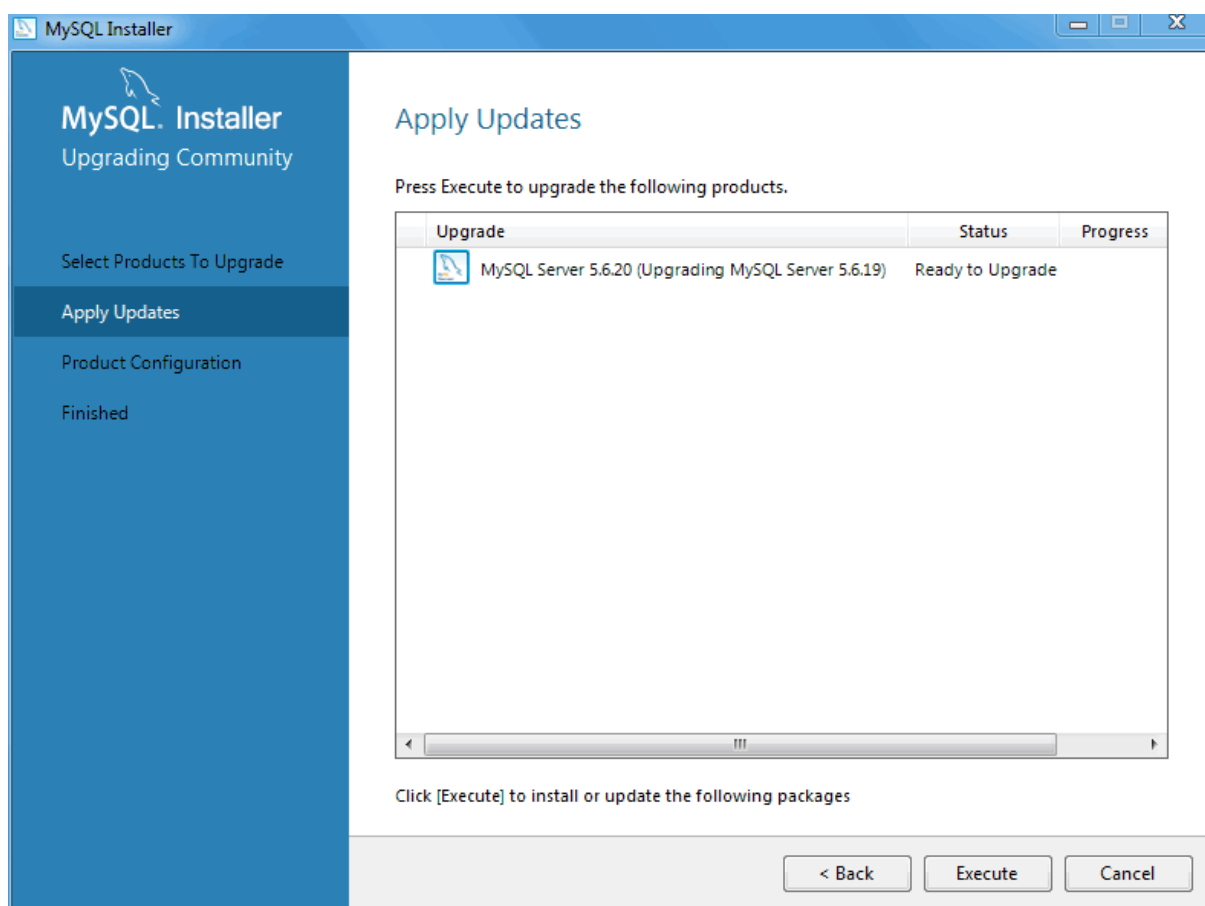 MySQL Installer
MySQL. Installer
Upgrading Community
Select Products To Upgrade
Apply Updates
Product Configuration
Finished
Apply Updates
Press Execute to upgrade the following products.
Upgrade Status Progress
MySQL Server 5.6.20 (Upgrading MySQL Server 5.6.19) Ready to Upgrade
Click [Execute] to install or update the following packages
< Back Execute Cancel